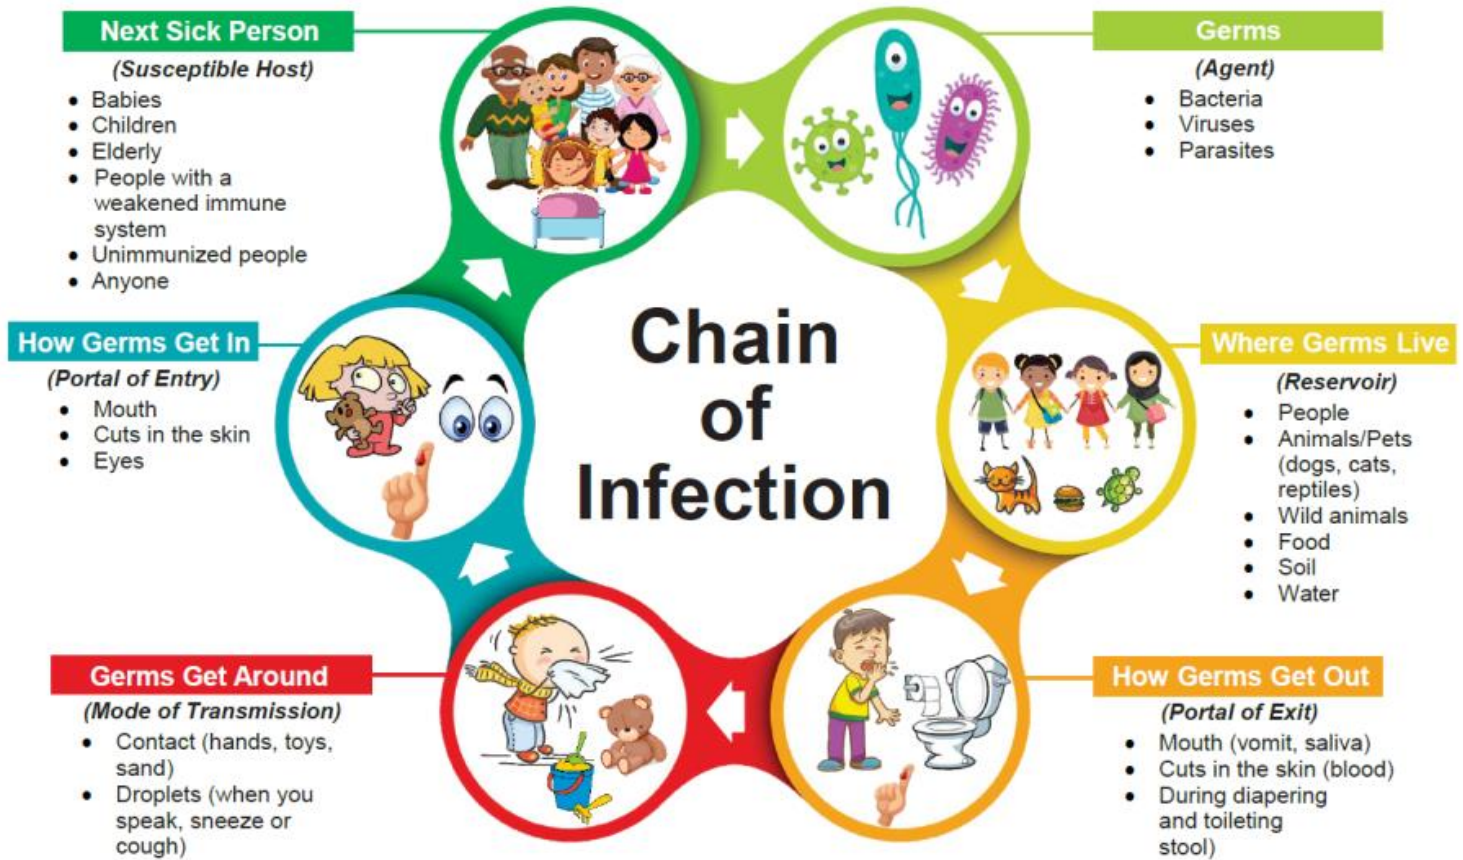 Next Sick Person
(Susceptible Host)
• Babies
• Children
• Elderly
• People with a
weakened immune
system
• Unimmunized people
• Anyone
Germs
(Agent)
• Bacteria
• Viruses
• Parasites
How Germs Get In
(Portal of Entry)
• Mouth
• Cuts in the skin
• Eyes
Chain
of
Infection
Where Germs Live
(Reservoir)
• People
• Animals/Pets
(dogs, cats,
reptiles)
• Wild animals
• Food
• Soil
• Water
Germs Get Around
(Mode of Transmission)
• Contact (hands, toys,
sand)
• Droplets (when you
speak, sneeze or
cough)
How Germs Get Out
(Portal of Exit)
• Mouth (vomit, saliva)
• Cuts in the skin (blood)
• During diapering
and toileting
stool)